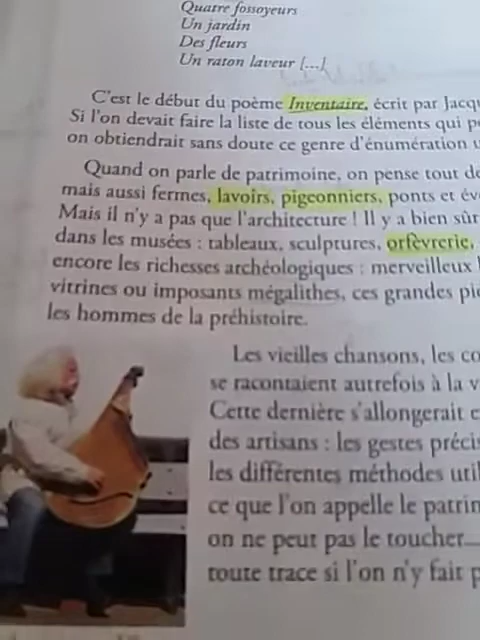 Quatre fossoyeurs
Un jardin
Des fleurs
Un raton laveur [...]
C'est le début du poème Inventaire, écrit par Jacq
Si l'on devait faire la liste de tous les éléments qui p
on obtiendrait sans doute ce genre d'énumération
Quand on parle de patrimoine, on pense tout d
mais aussi fermes, lavoirs, pigeonniers, ponts et év
Mais il n'y a pas que l'architecture ! Il y a bien sûr
dans les musées : tableaux, sculptures, orfèvrerie,
encore les richesses archéologiques : merveilleux
vitrines ou imposants mégalithes, ces grandes pi
les hommes de la préhistoire.
Les vieilles chansons, les co
se racontaient autrefois à la v
Cette dernière s'allongerait e
des artisans : les gestes préci
les différentes méthodes util
ce que l'on appelle le patrim
on ne peut pas le toucher...
toute trace si l'on n'y fait p